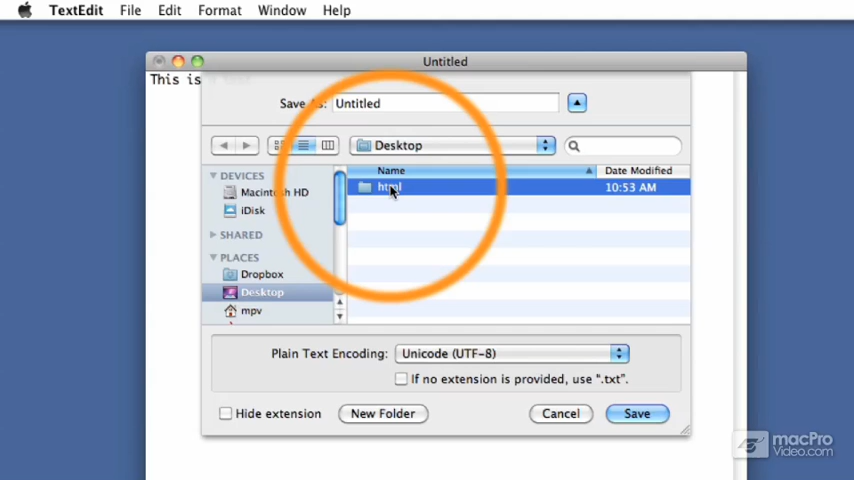 TextEdit File Edit Format Window Help
Untitled
This is
Save As: Untitled
Desktop
Name Date Modified
DEVICES
html 10:53 AM
Macintosh HD
iDisk
SHARED
PLACES
Dropbox
Desktop
mpv
Plain Text Encoding: Unicode (UTF-8)
If no extension is provided, use “.txt”.
Hide extension New Folder Cancel Save
macPro
Video.com